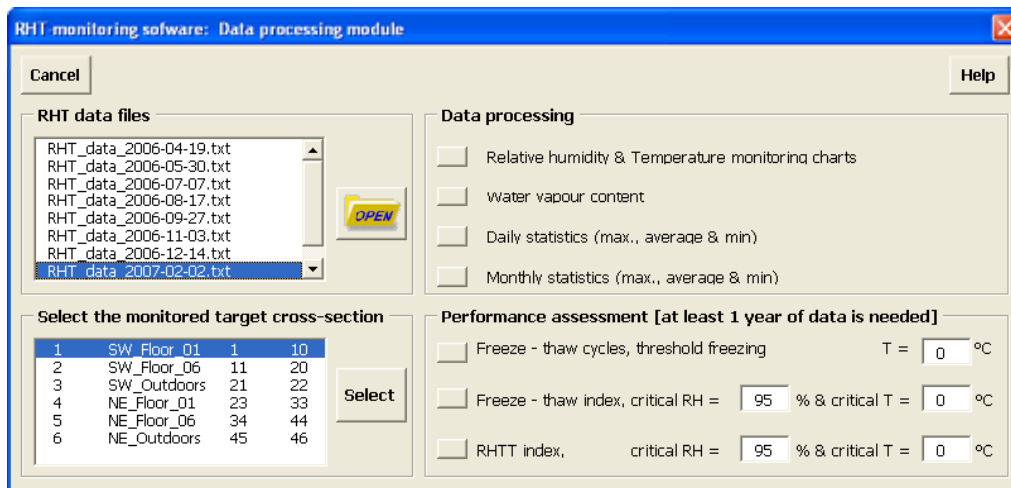 RHT-monitoring sofware: Data processing module
Cancel
Help
RHT data files
RHT_data_2006-04-19.txt
RHT_data_2006-05-30.txt
RHT_data_2006-07-07.txt
RHT_data_2006-08-17.txt
RHT_data_2006-09-27.txt
RHT_data_2006-11-03.txt
RHT_data_2006-12-14.txt
RHT_data_2007-02-02.txt
OPEN
Data processing
Relative humidity & Temperature monitoring charts
Water vapour content
Daily statistics (max., average & min)
Monthly statistics (max., average & min)
Select the monitored target cross-section
1 SW_Floor_01 1 10
2 SW_Floor_06 11 20
3 SW_Outdoors 21 22
4 NE_Floor_01 23 33
5 NE_Floor_06 34 44
6 NE_Outdoors 45 46
Select
Performance assessment [at least 1 year of data is needed]
Freeze - thaw cycles, threshold freezing T = 0 ºC
Freeze - thaw index, critical RH = 95 % & critical T = 0 ºC
RHTT index, critical RH = 95 % & critical T = 0 ºC